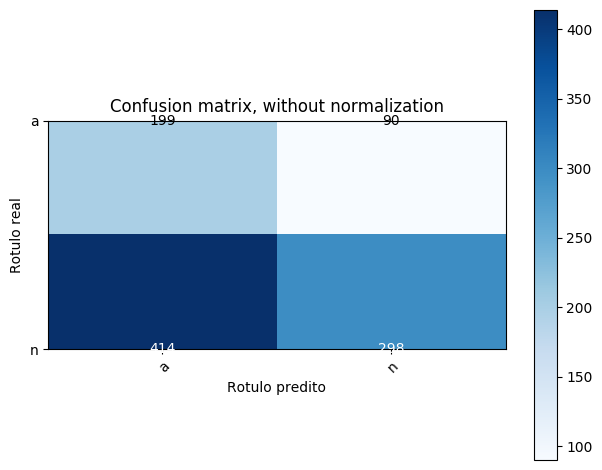 Confusion matrix, without normalization
a
199 90
Rotulo real
n
414 298
a n
Rotulo predito
400
350
300
250
200
150
100